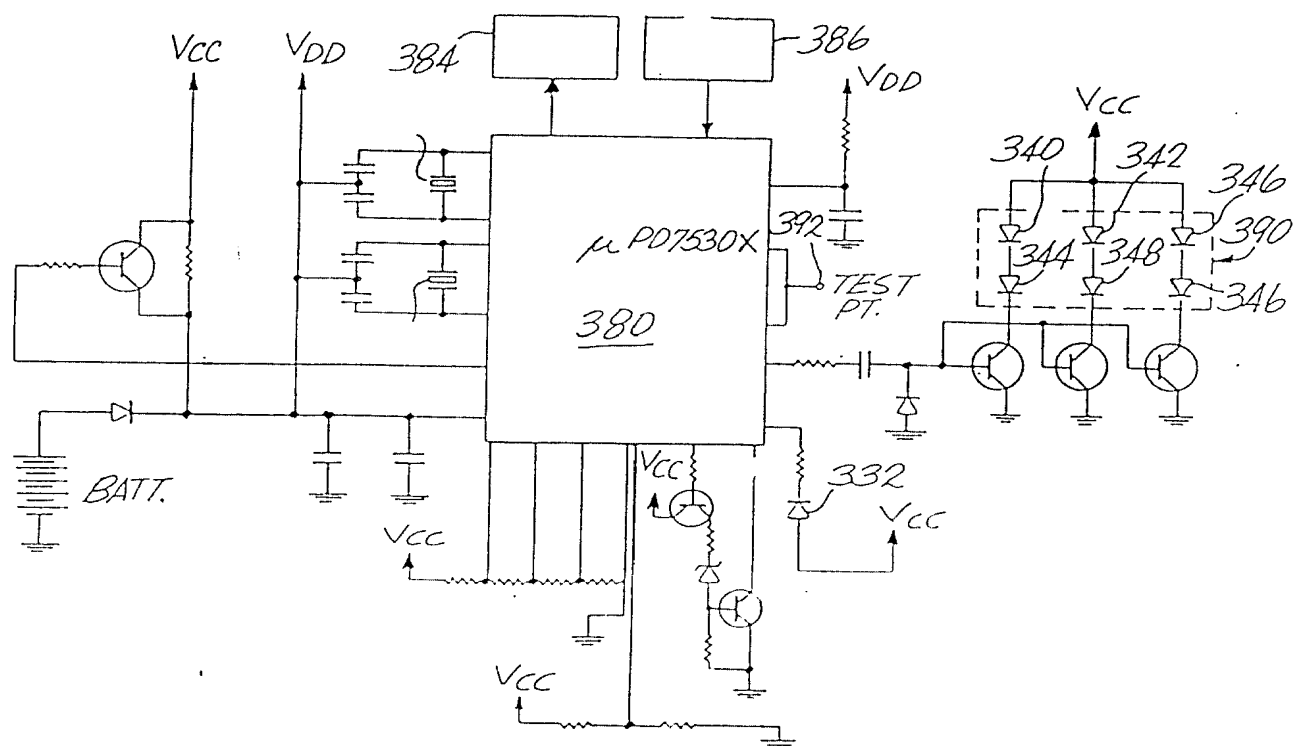 VCC
VDD
384
386
VDD
VCC
340
342
346
390
344
348
346
392
μPD7530X
TEST
PT.
380
BATT.
VCC
332
VCC
VCC
VCC